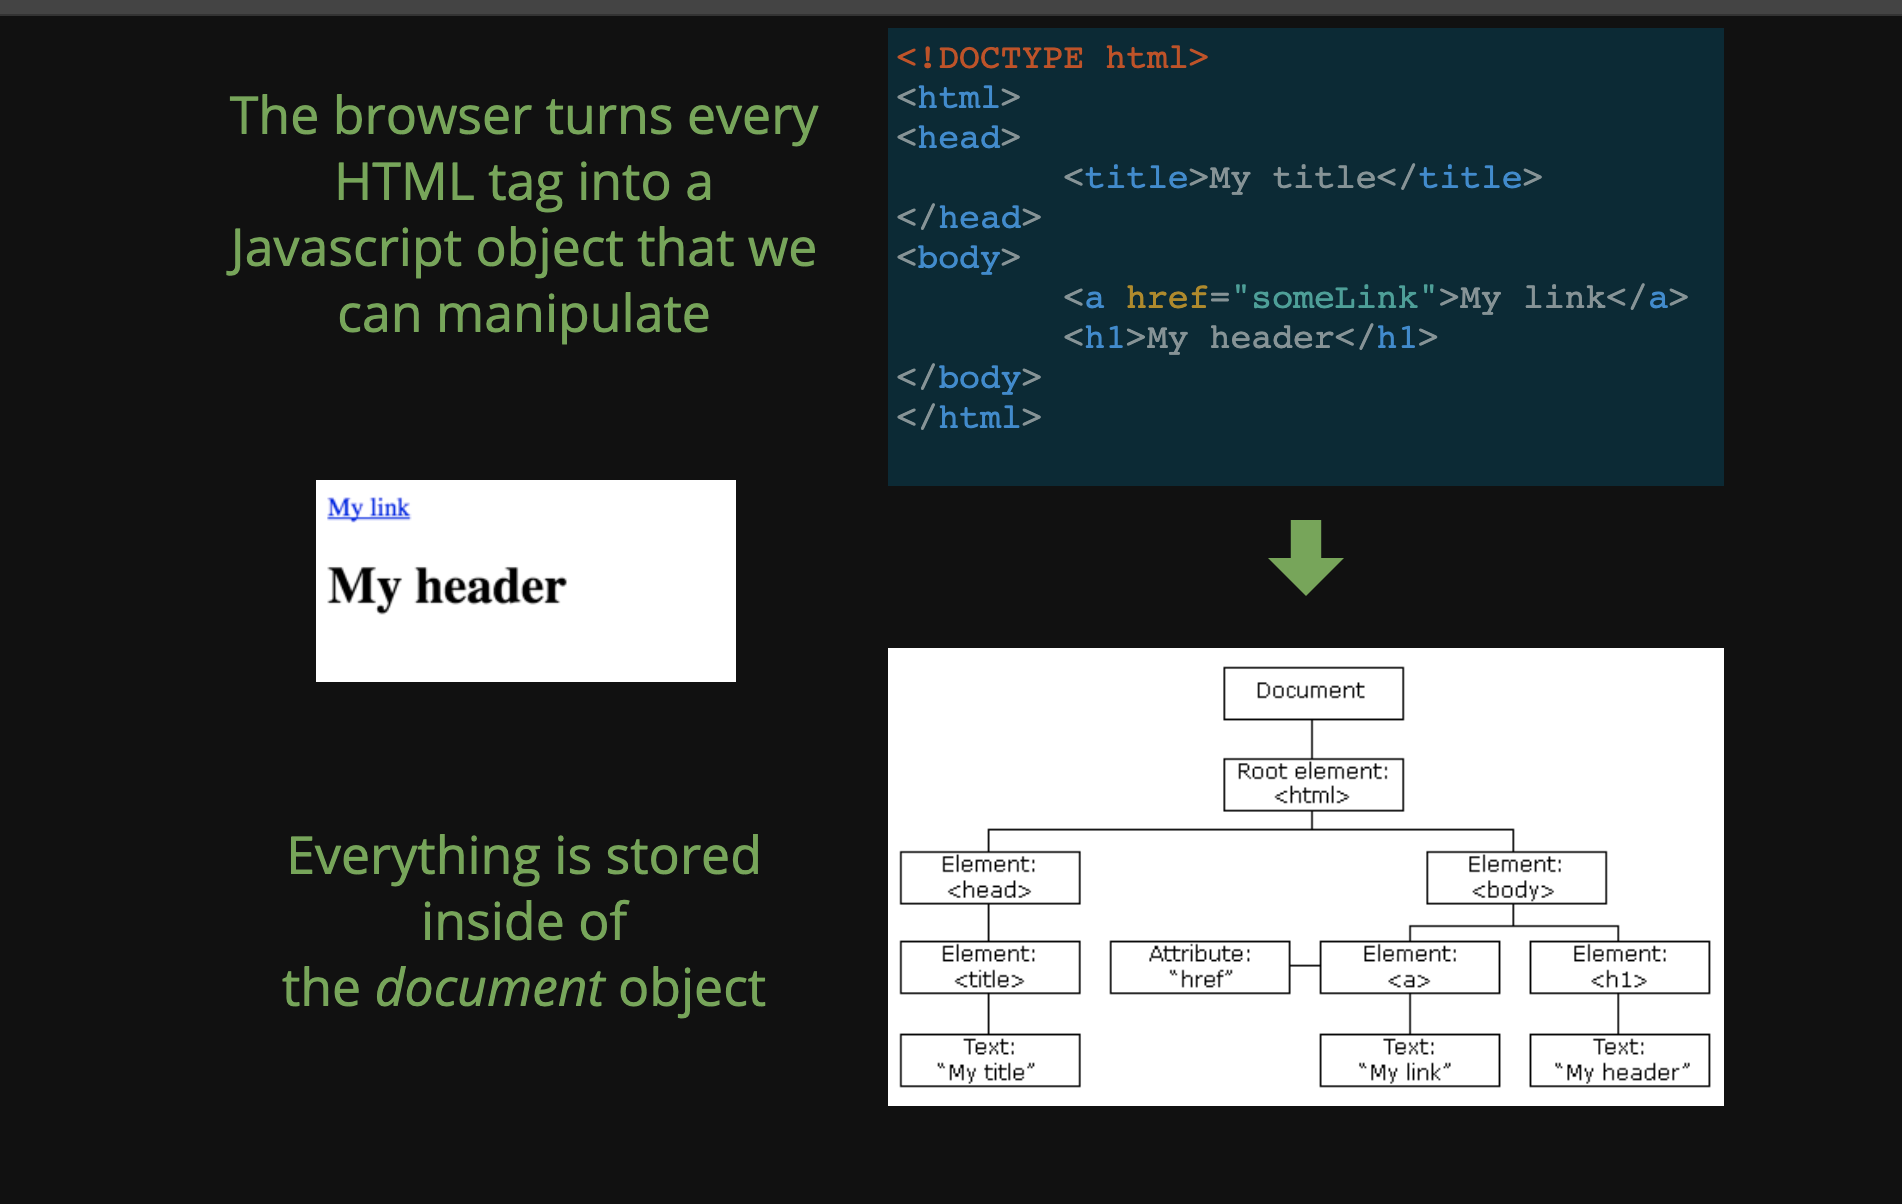 The browser turns every
HTML tag into a
Javascript object that we
can manipulate
<!DOCTYPE html>
<html>
<head>
        <title>My title</title>
</head>
<body>
        <a href="someLink">My link</a>
        <h1>My header</h1>
</body>
</html>
My link
My header
Everything is stored
inside of
the document object
Document
Root element:
<html>
Element:
<head>
Element:
<body>
Element:
<title>
Attribute:
“href”
Element:
<a>
Element:
<h1>
Text:
“My title”
Text:
“My link”
Text:
“My header”